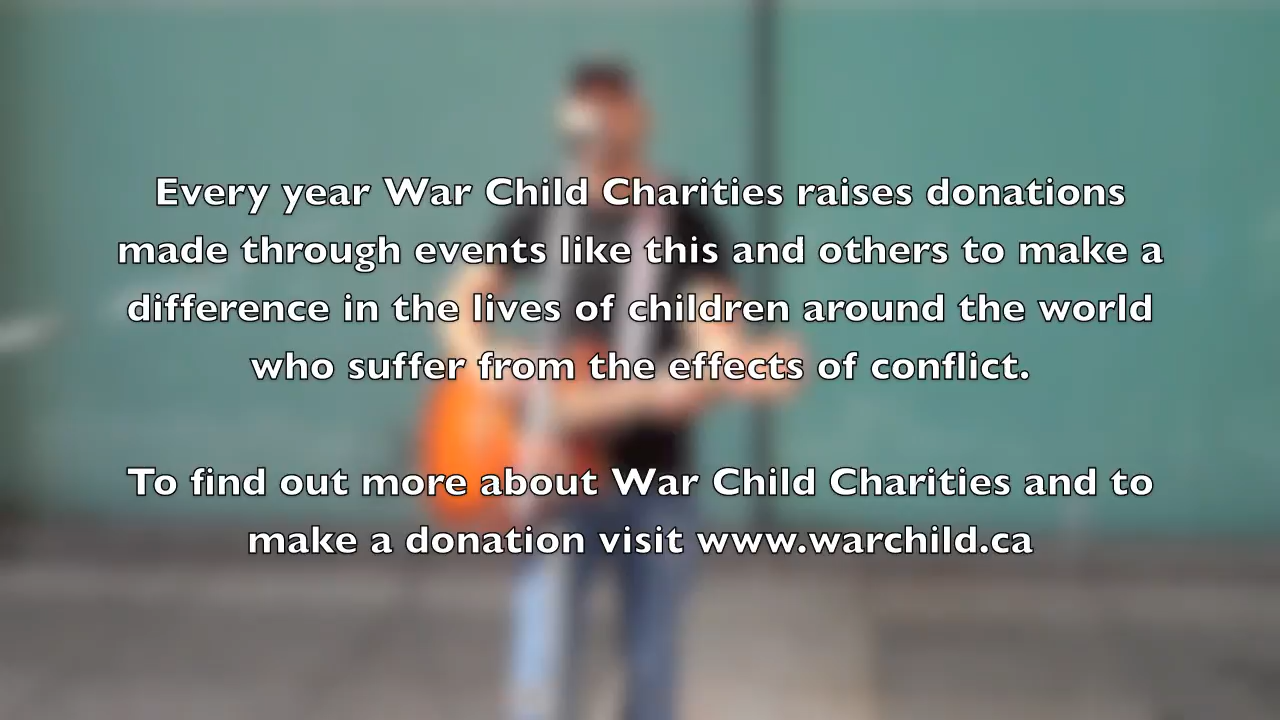 Every year War Child Charities raises donations
made through events like this and others to make a
difference in the lives of children around the world
who suffer from the effects of conflict.
To find out more about War Child Charities and to
make a donation visit www.warchild.ca